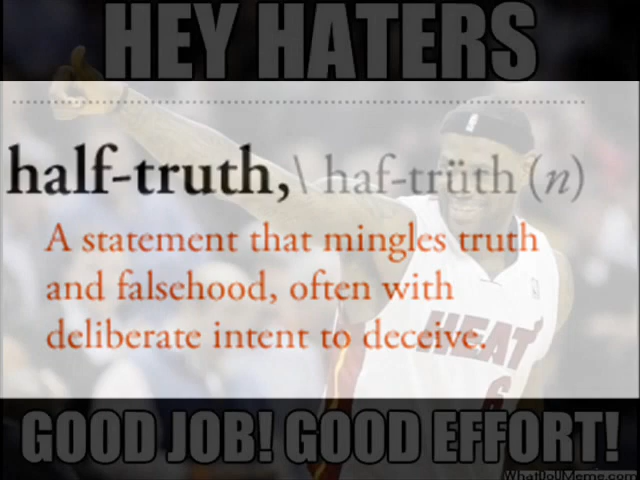 HEY HATERS
half-truth,\ haf-trüth (n)
A statement that mingles truth
and falsehood, often with
deliberate intent to deceive.
HEAT
6
GOOD JOB! GOOD EFFORT!
WhatDoUMeme.com